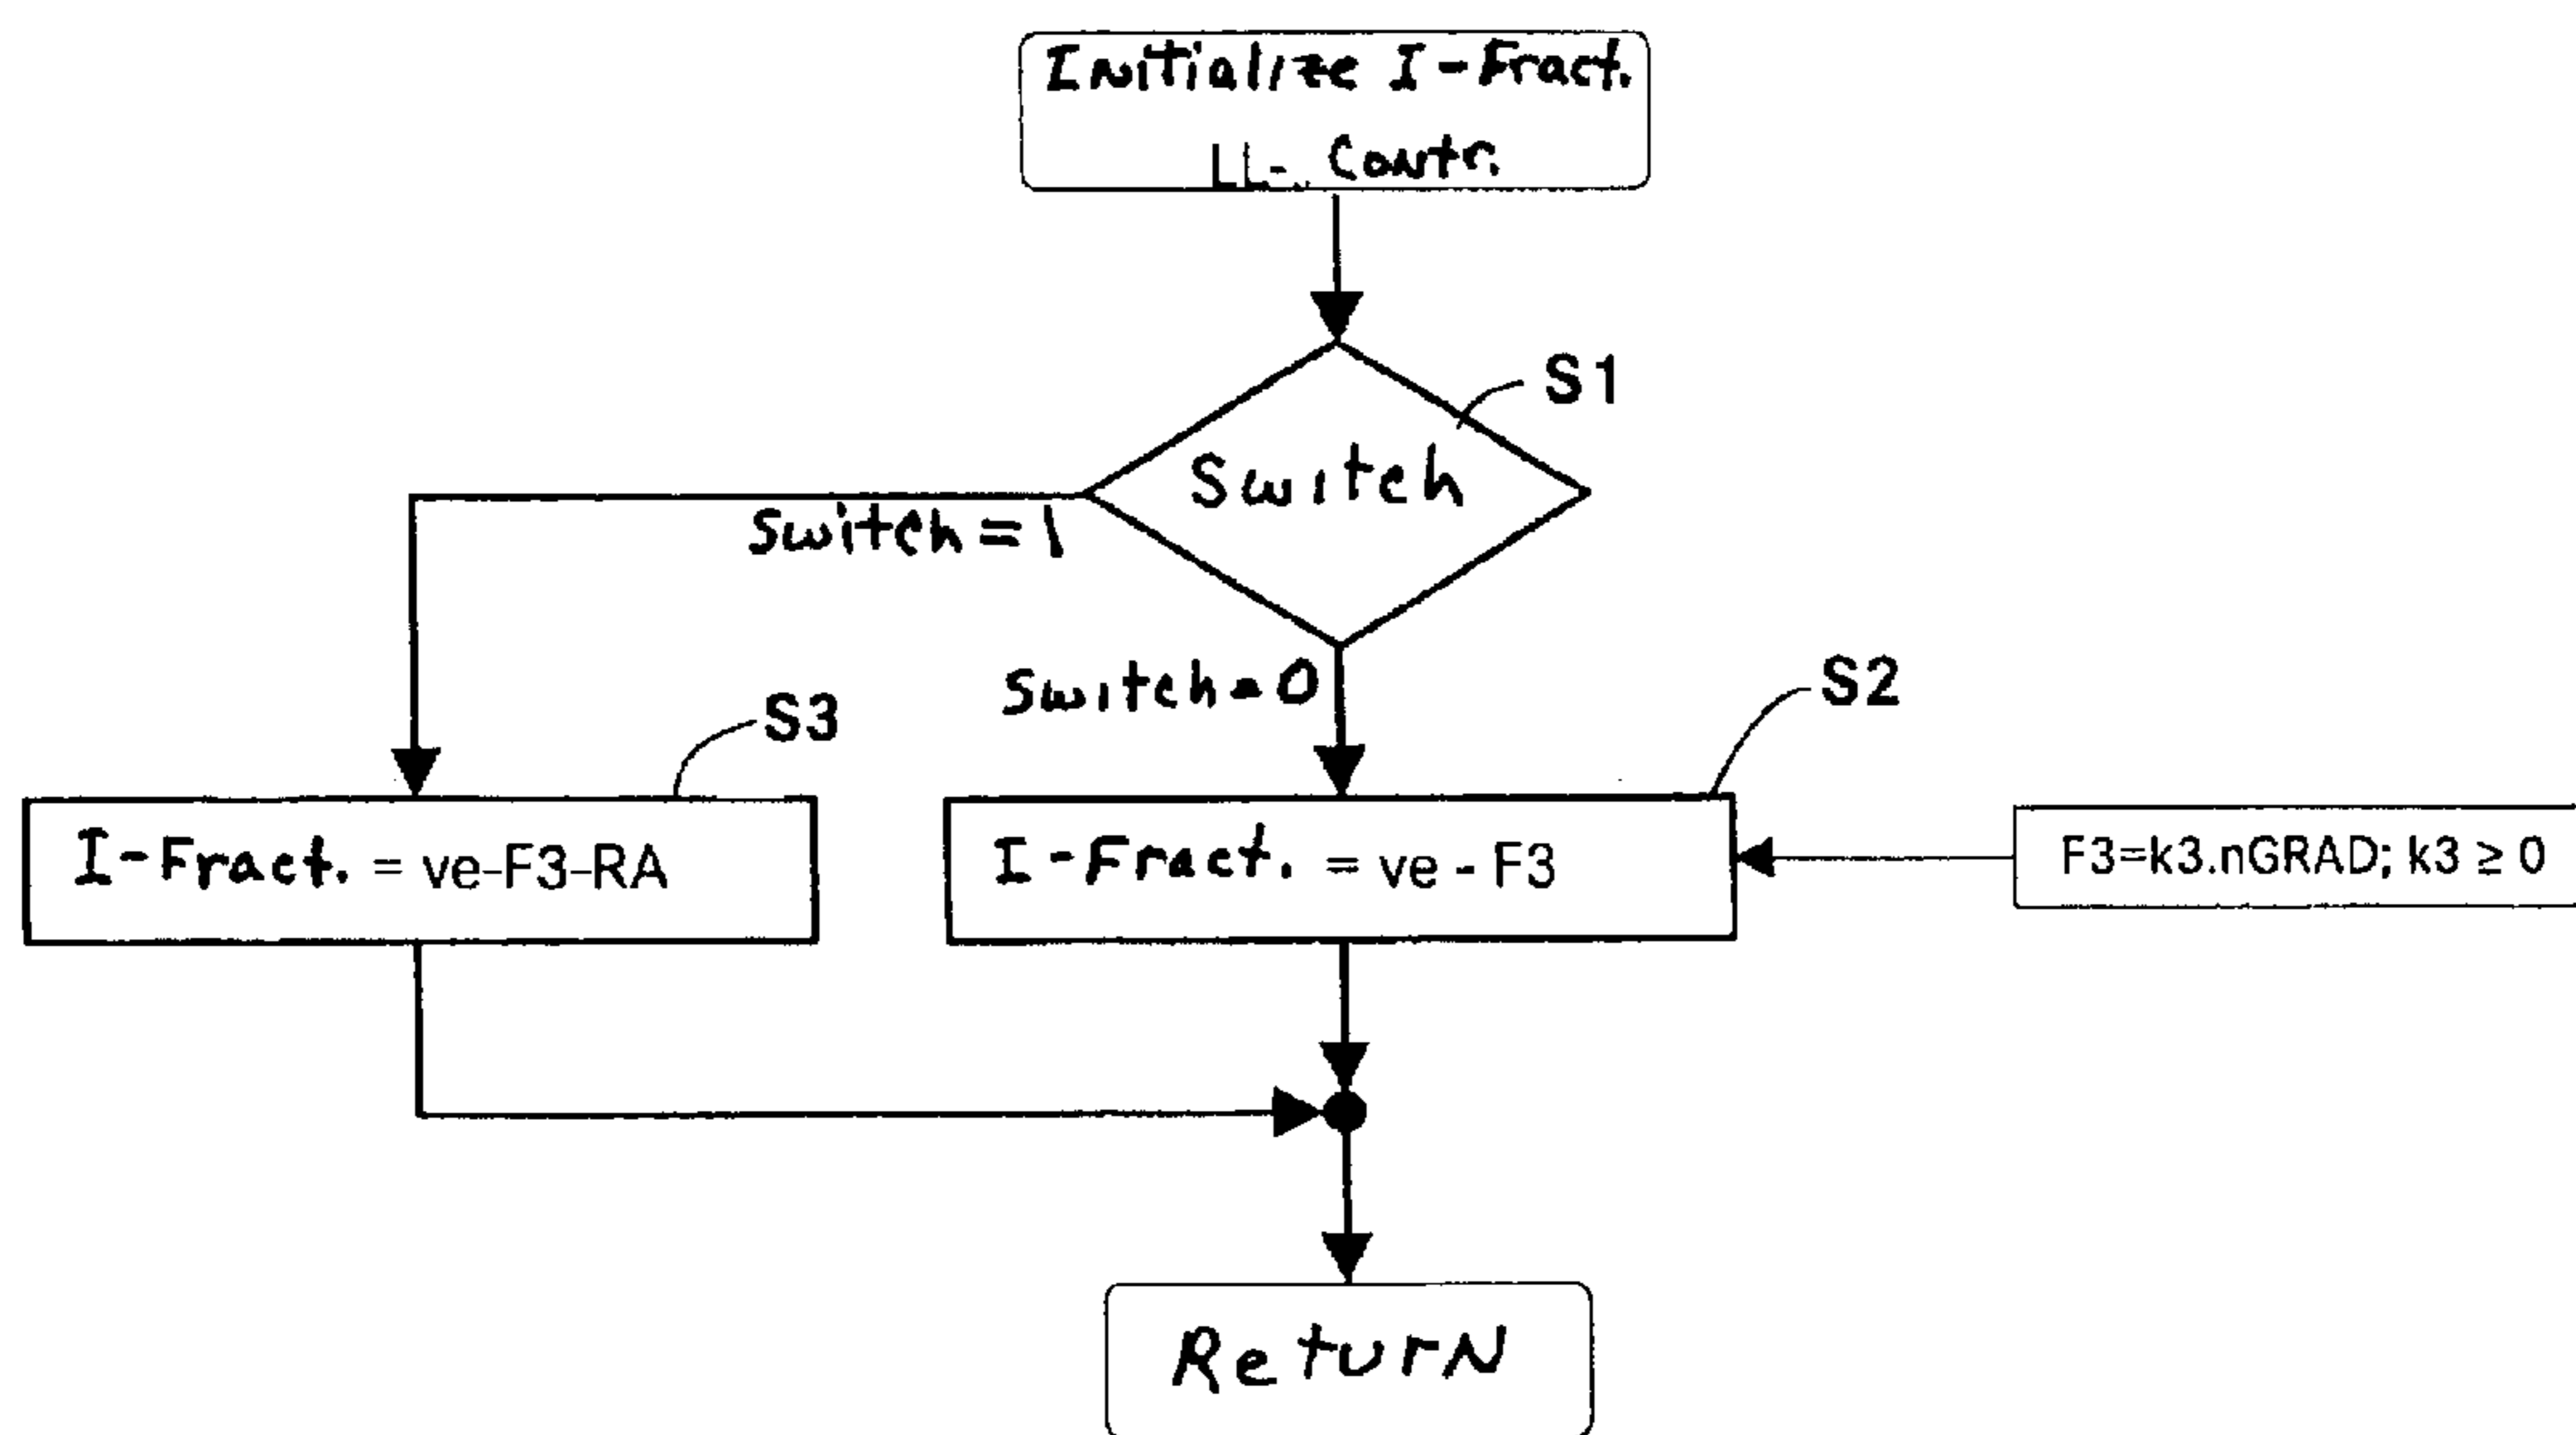 Initialize I-Fract.
LL-. Contr.
S1
Switch
Switch = 1
Switch = 0
S2
S3
I-Fract. = ve-F3-RA
I-Fract. = ve - F3
F3=k3.nGRAD; k3 ≥ 0
Return